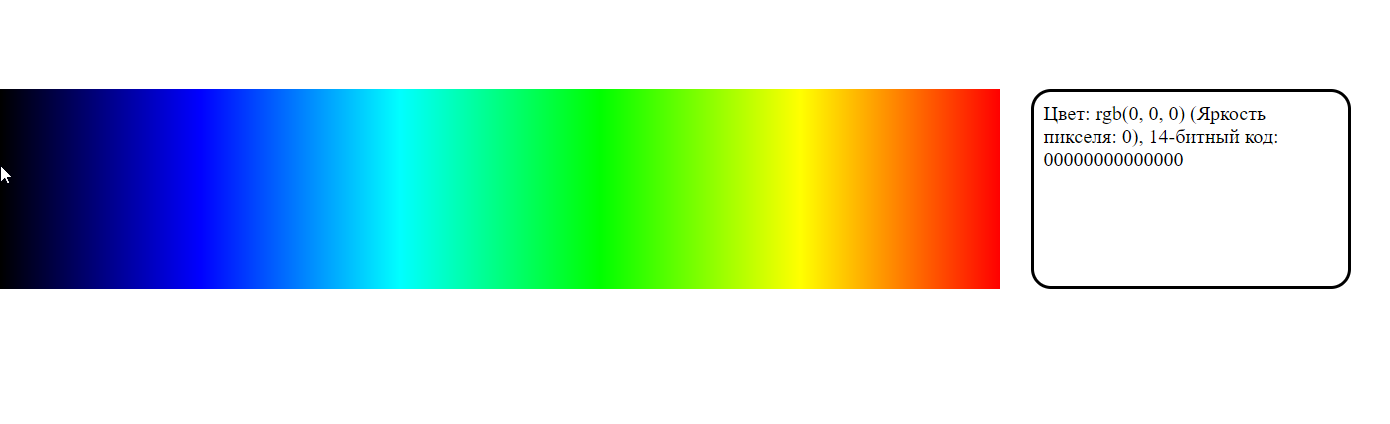 Цвет: rgb(0, 0, 0) (Яркость
пикселя: 0), 14-битный код:
00000000000000